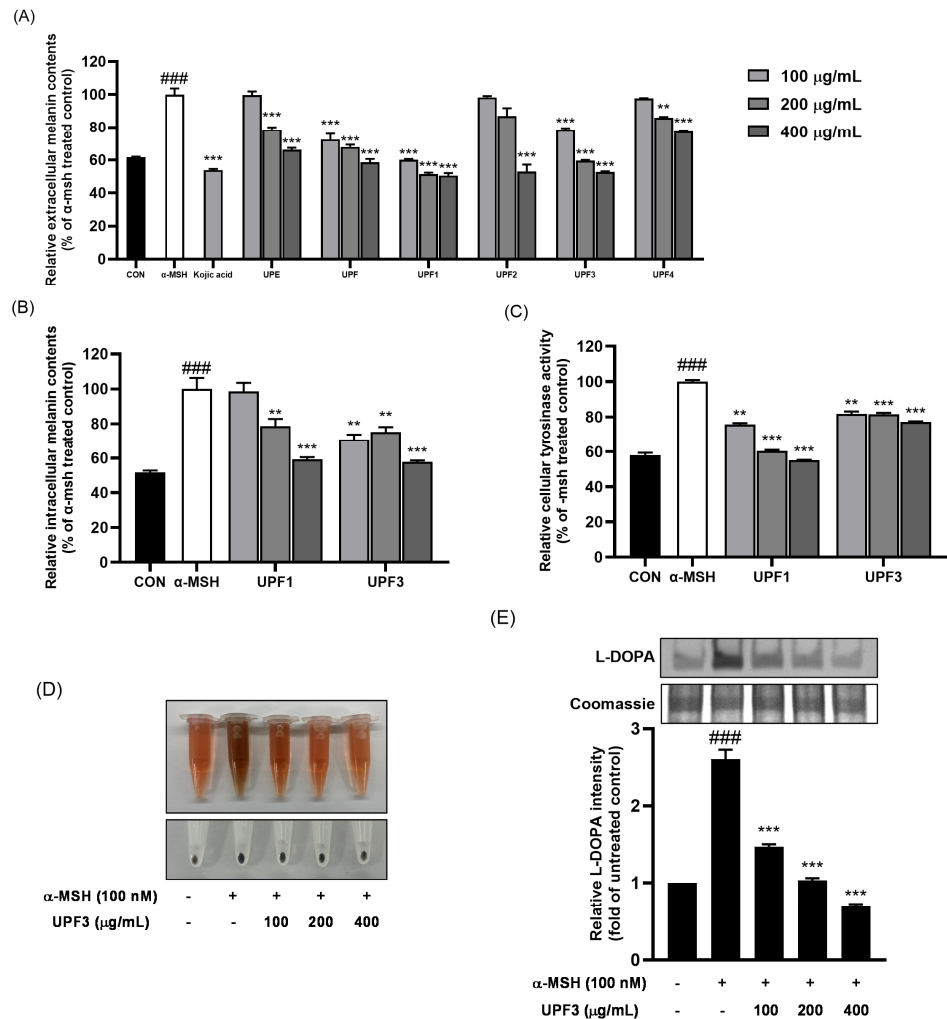 (A)
Relative extracellular melanin contents
(% of α-msh treated control)
120
100
80
60
40
20
0
###
***
*** ***
*** *** ***
*** *** ***
***
*** *** ***
** ***
CON α-MSH Kojic acid UPE UPF UPF1 UPF2 UPF3 UPF4
100 μg/mL
200 μg/mL
400 μg/mL
(B)
Relative intracellular melanin contents
(% of α-msh treated control)
120
100
80
60
40
20
0
###
** ***
** ** ***
CON α-MSH UPF1 UPF3
(C)
Relative cellular tyrosinase activity
(% of -msh treated control)
120
100
80
60
40
20
0
###
** *** ***
** *** ***
CON α-MSH UPF1 UPF3
(D)
α-MSH (100 nM) - + + + +
UPF3 (μg/mL) - - 100 200 400
(E)
L-DOPA
Coomassie
Relative L-DOPA intensity
(fold of untreated control)
3
2
1
0
###
***
***
***
α-MSH (100 nM) - + + + +
UPF3 (μg/mL) - - 100 200 400